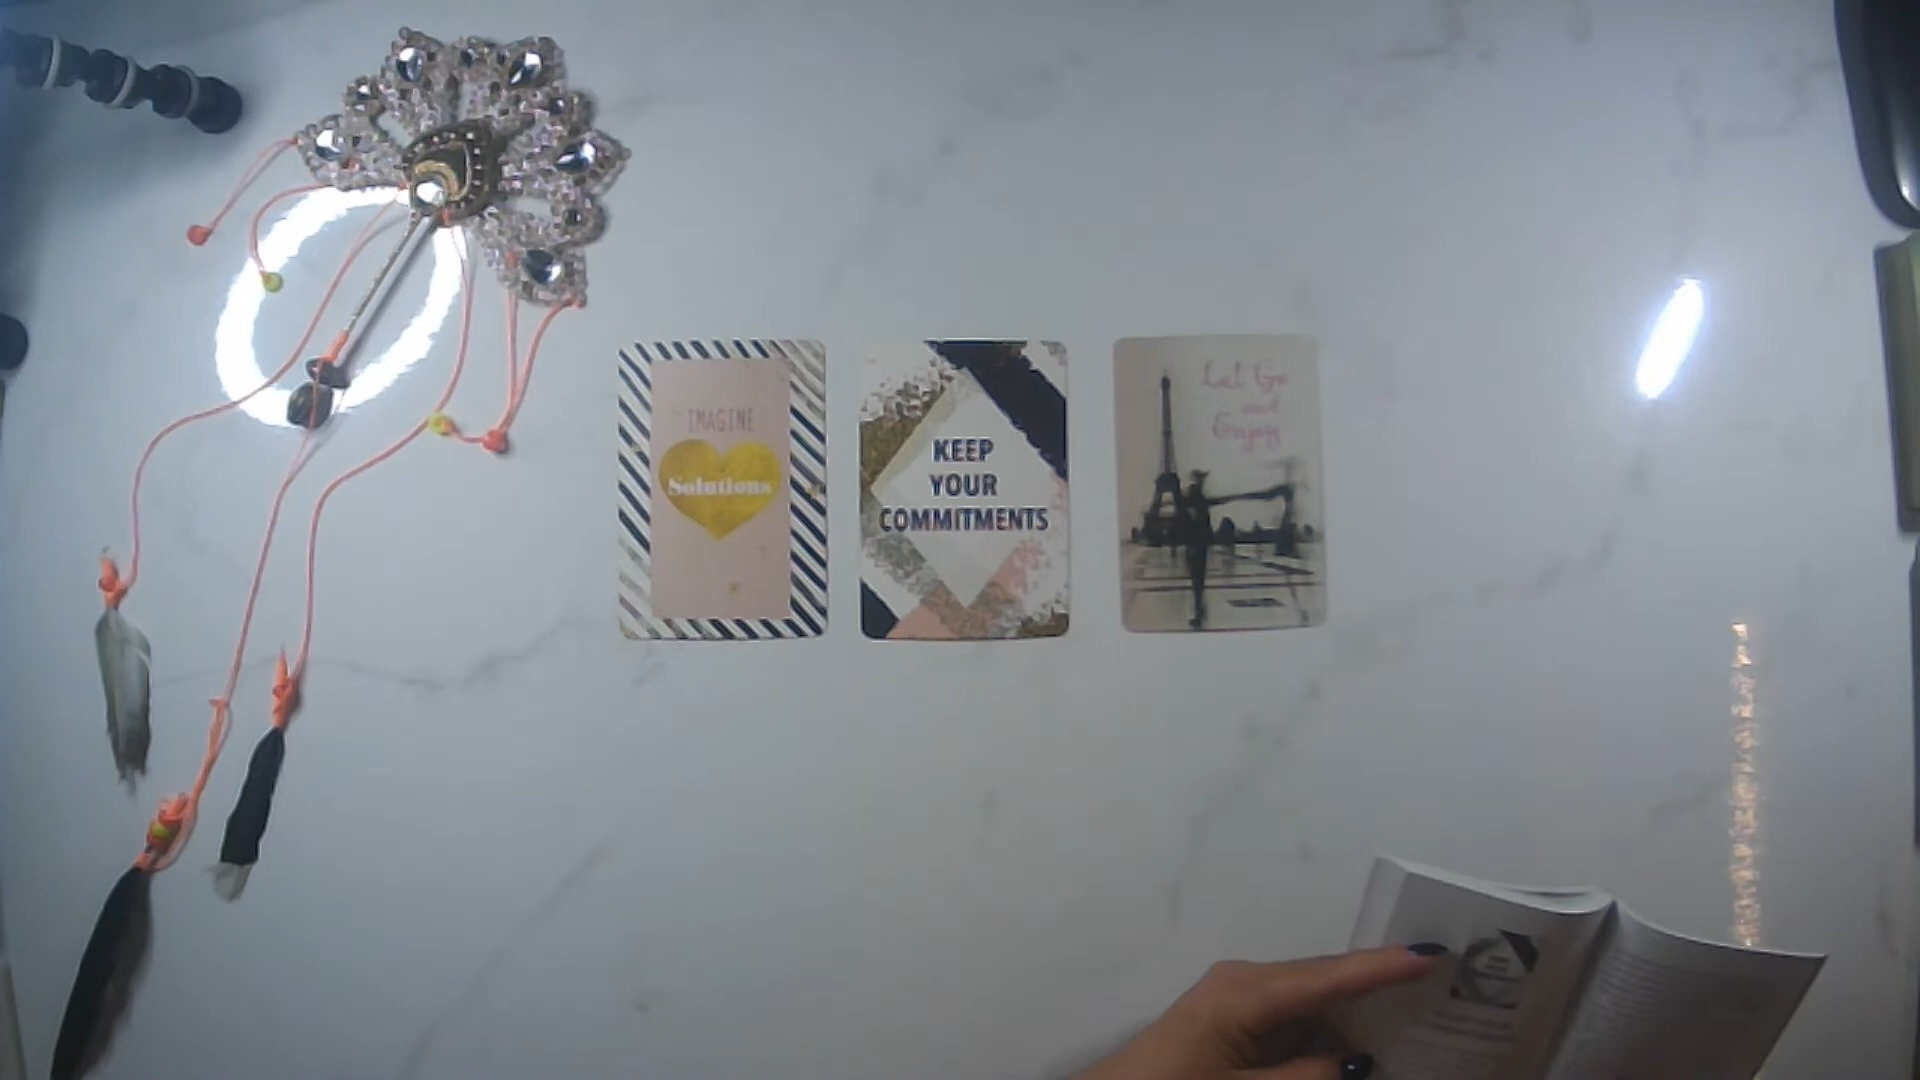 IMAGINE
Solutions
KEEP
YOUR
COMMITMENTS
Let Go
and
Enjoy